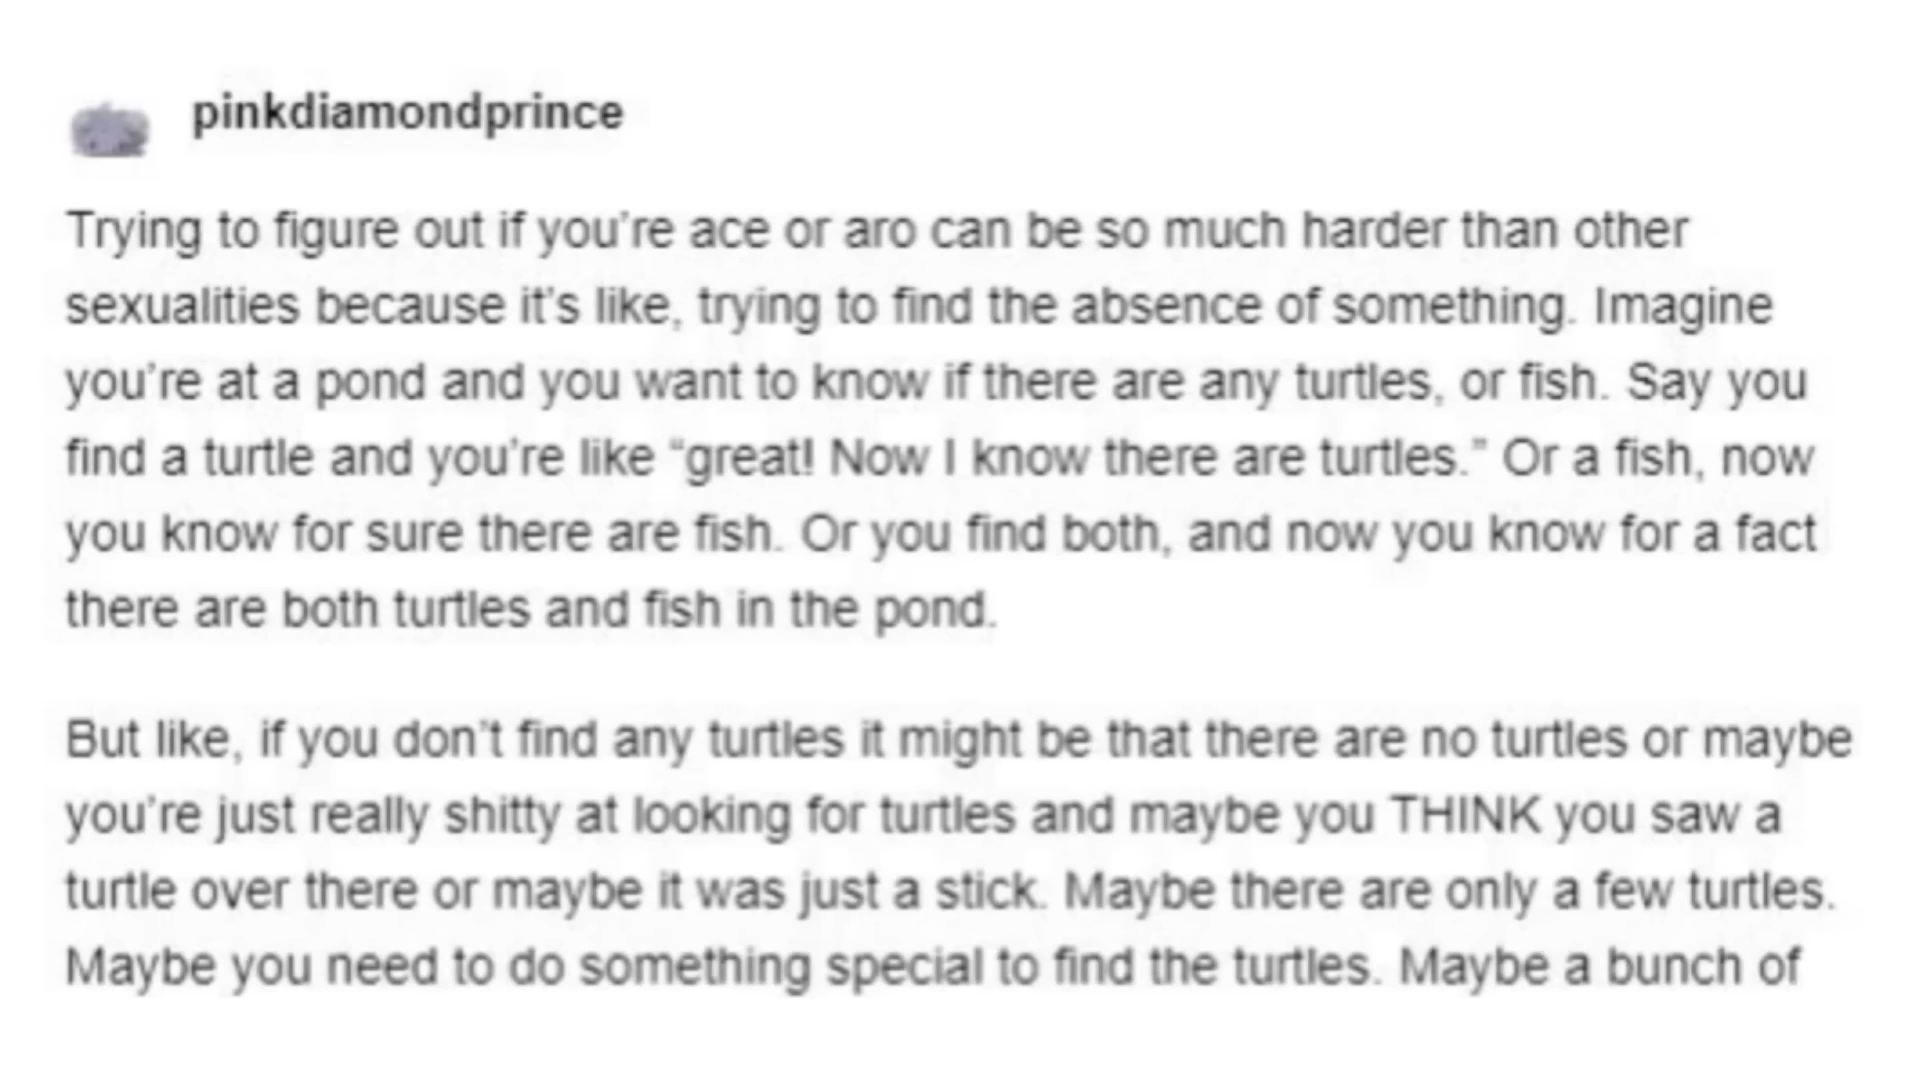 pinkdiamondprince
Trying to figure out if you’re ace or aro can be so much harder than other
sexualities because it’s like, trying to find the absence of something. Imagine
you’re at a pond and you want to know if there are any turtles, or fish. Say you
find a turtle and you’re like “great! Now I know there are turtles.” Or a fish, now
you know for sure there are fish. Or you find both, and now you know for a fact
there are both turtles and fish in the pond.
But like, if you don’t find any turtles it might be that there are no turtles or maybe
you’re just really shitty at looking for turtles and maybe you THINK you saw a
turtle over there or maybe it was just a stick. Maybe there are only a few turtles.
Maybe you need to do something special to find the turtles. Maybe a bunch of